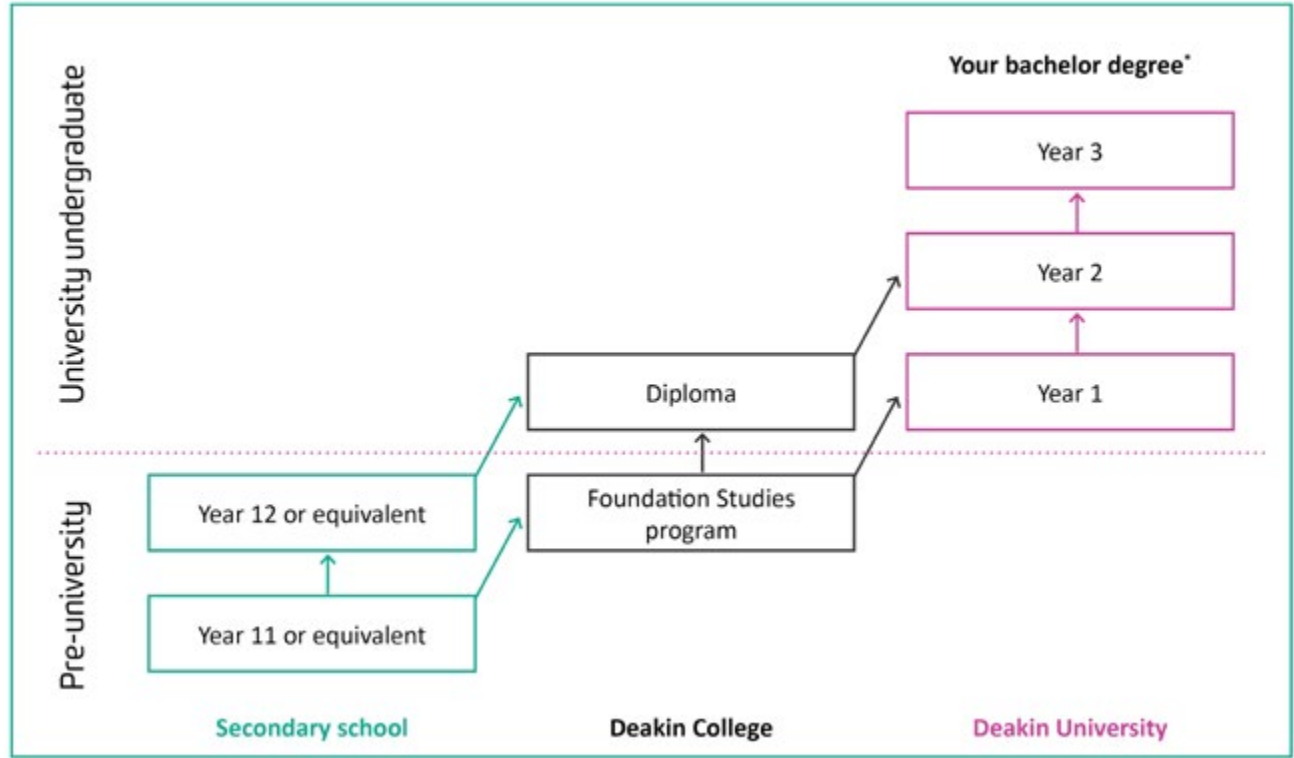 University undergraduate
Pre-university
Your bachelor degree*
Year 3
Year 2
Year 1
Diploma
Foundation Studies
program
Year 12 or equivalent
Year 11 or equivalent
Secondary school
Deakin College
Deakin University